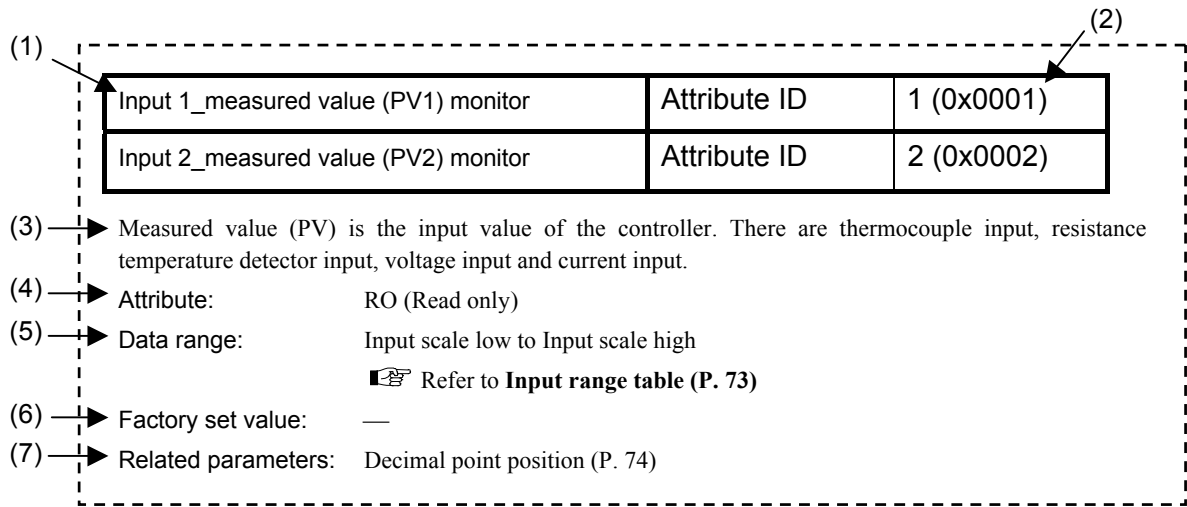 (2)
(1)
Input 1_measured value (PV1) monitor Attribute ID 1 (0x0001)
Input 2_measured value (PV2) monitor Attribute ID 2 (0x0002)
(3) Measured value (PV) is the input value of the controller. There are thermocouple input, resistance
temperature detector input, voltage input and current input.
(4) Attribute: RO (Read only)
(5) Data range: Input scale low to Input scale high
Refer to Input range table (P. 73)
(6) Factory set value: —
(7) Related parameters: Decimal point position (P. 74)